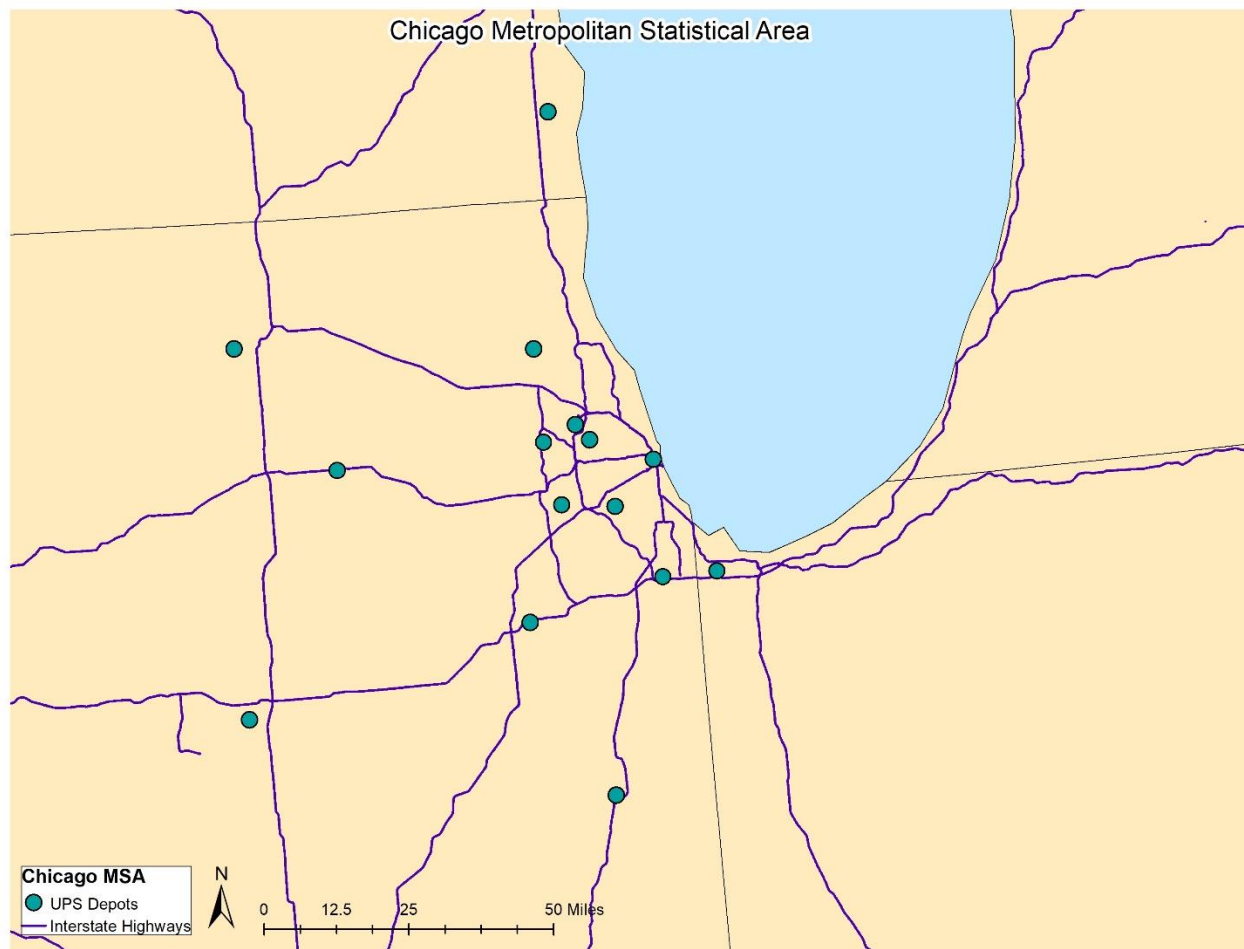 Chicago Metropolitan Statistical Area
Chicago MSA
UPS Depots
Interstate Highways
N
0 12.5 25 50 Miles